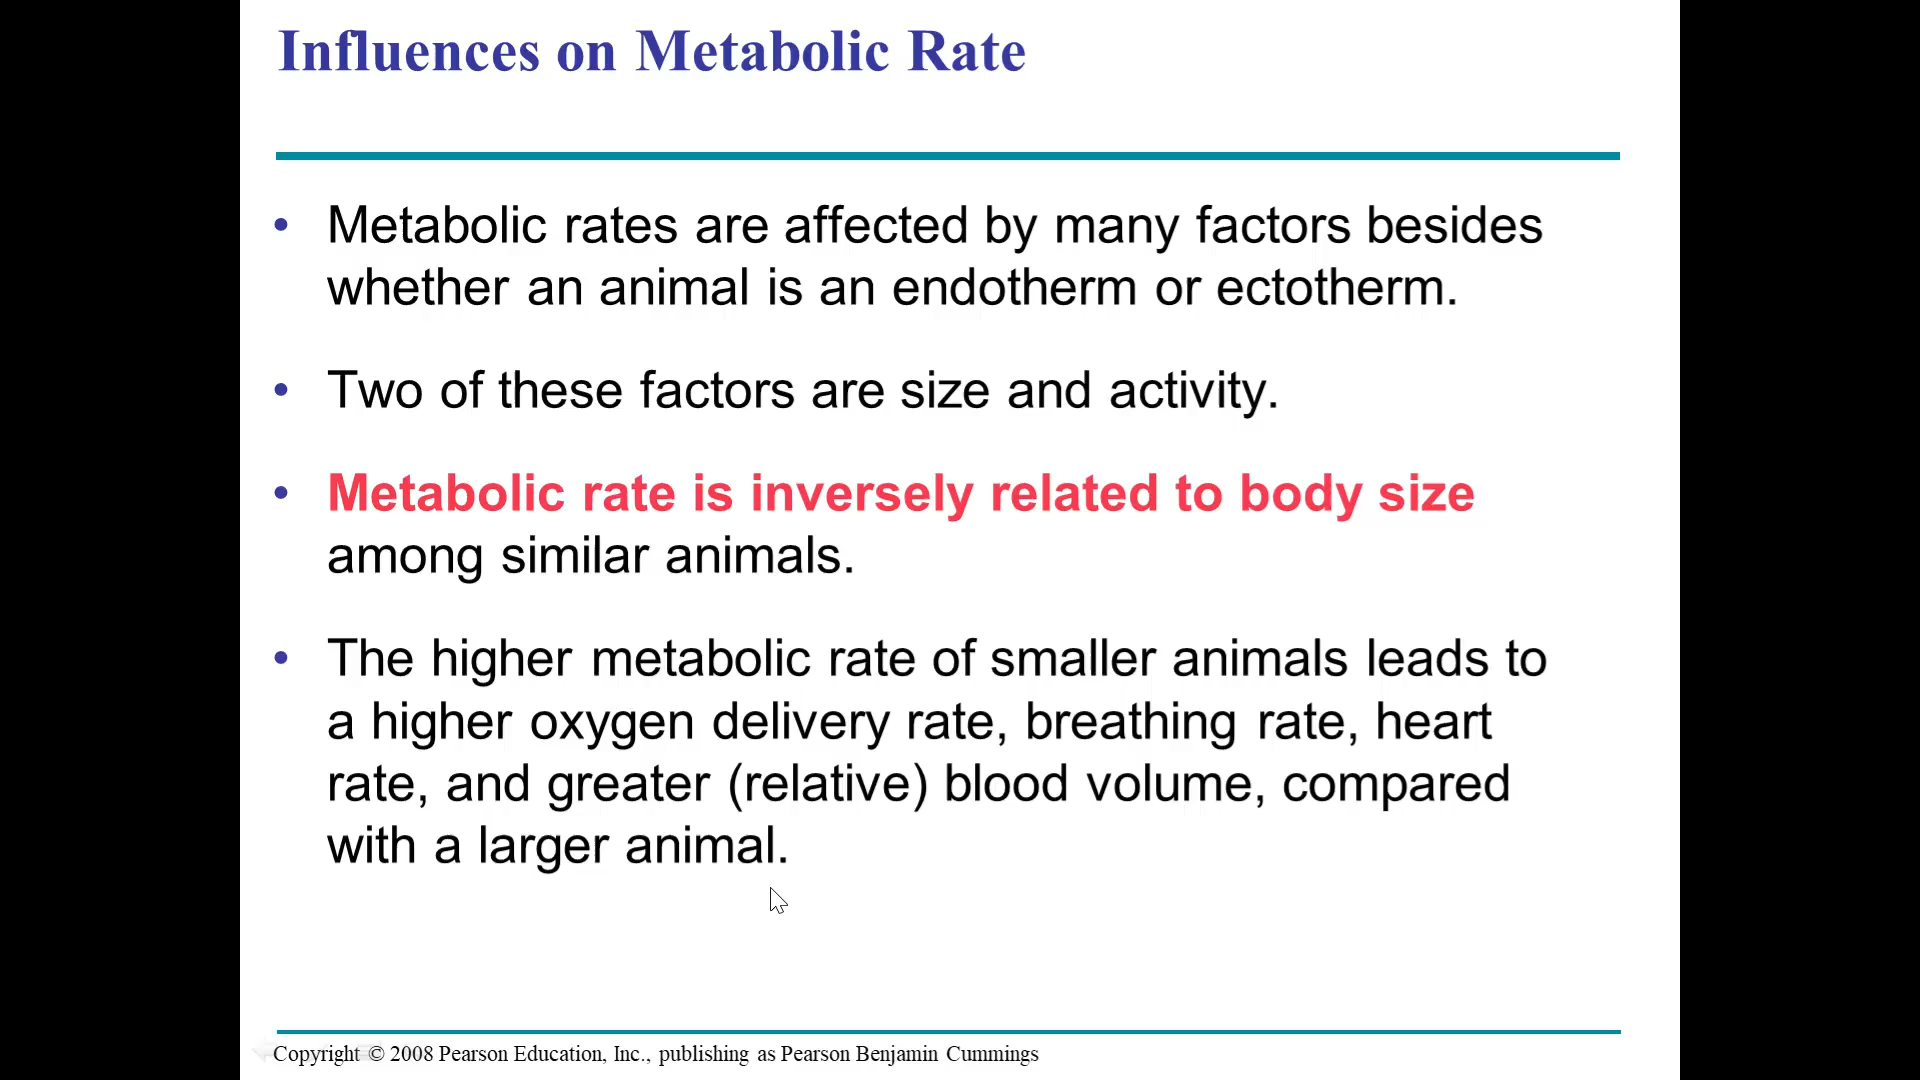 Influences on Metabolic Rate
• Metabolic rates are affected by many factors besides
whether an animal is an endotherm or ectotherm.
• Two of these factors are size and activity.
• Metabolic rate is inversely related to body size
among similar animals.
• The higher metabolic rate of smaller animals leads to
a higher oxygen delivery rate, breathing rate, heart
rate, and greater (relative) blood volume, compared
with a larger animal.
Copyright © 2008 Pearson Education, Inc., publishing as Pearson Benjamin Cummings